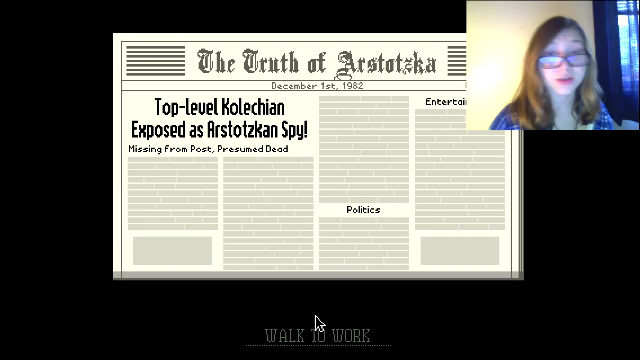 The Truth of Arstotzka
December 1st, 1982
Top-level Kolechian
Exposed as Arstotzkan Spy!
Missing from Post, Presumed Dead
Politics
WALK TO WORK